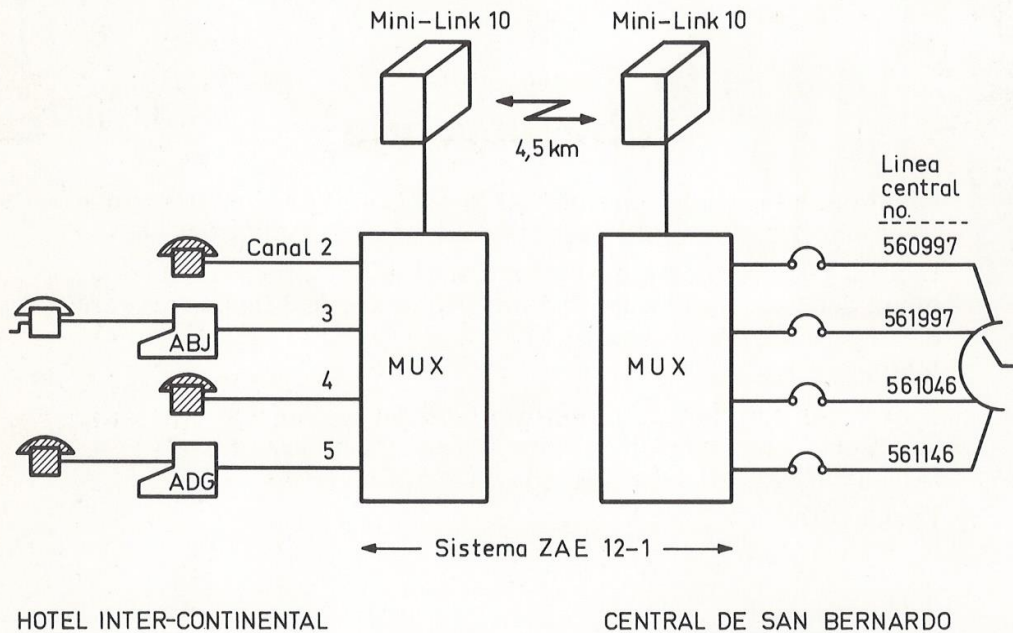 Mini-Link 10
Mini-Link 10
4,5 km
Linea
central
no.
Canal 2
560997
3
ABJ
561997
MUX
MUX
4
561046
5
ADG
561146
Sistema ZAE 12-1
HOTEL INTER-CONTINENTAL
CENTRAL DE SAN BERNARDO